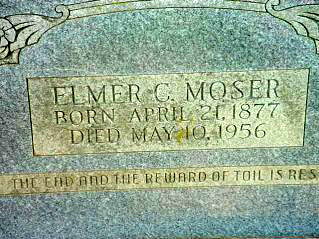 ELMER C. MOSER
BORN APRIL 21, 1877
DIED MAY 10, 1956
THE END AND THE REWARD OF TOIL IS RES